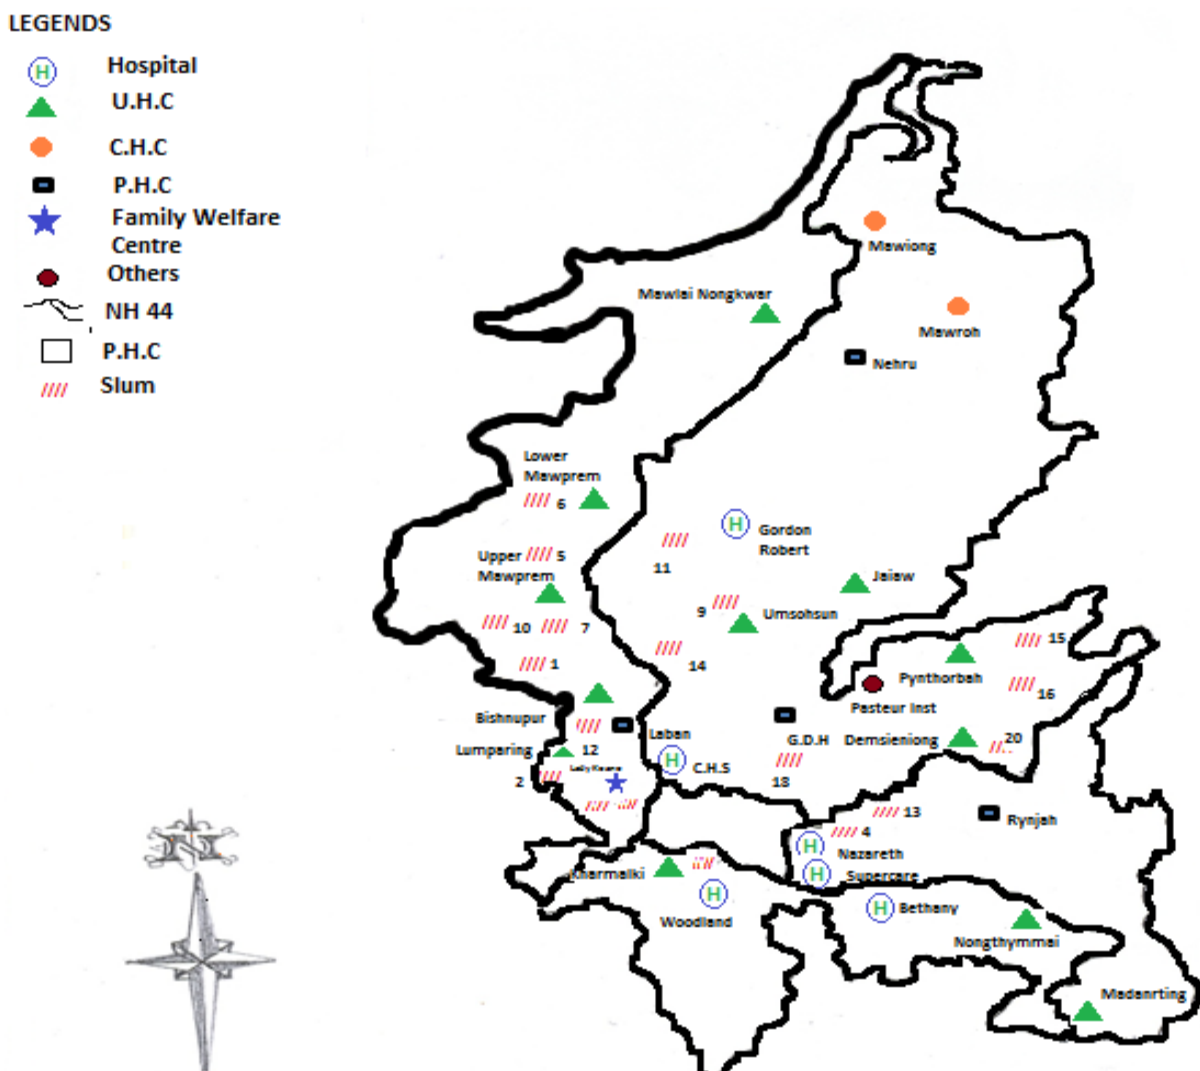 LEGENDS
Hospital
U.H.C
C.H.C
P.H.C
Family Welfare
Centre
Others
NH 44
P.H.C
Slum
Mawiong
Mawlai Nongkwar
Mawroh
Nehru
Lower
Mawprem
6
Gordon
Robert
Upper
5
Mawprem
11
Jaiaw
9
Umsohsun
10
7
15
1
14
Pynthorbah
16
Pasteur Inst
Bishnupur
Laban
G.D.H
Demsieniong
20
Lumparing
12
C.H.S
2
18
13
Rynjah
4
Nazareth
Kharmalki
Supercare
Woodland
Bethany
Nongthymmai
Madanrting
H
H
H
H
H
H
H
N